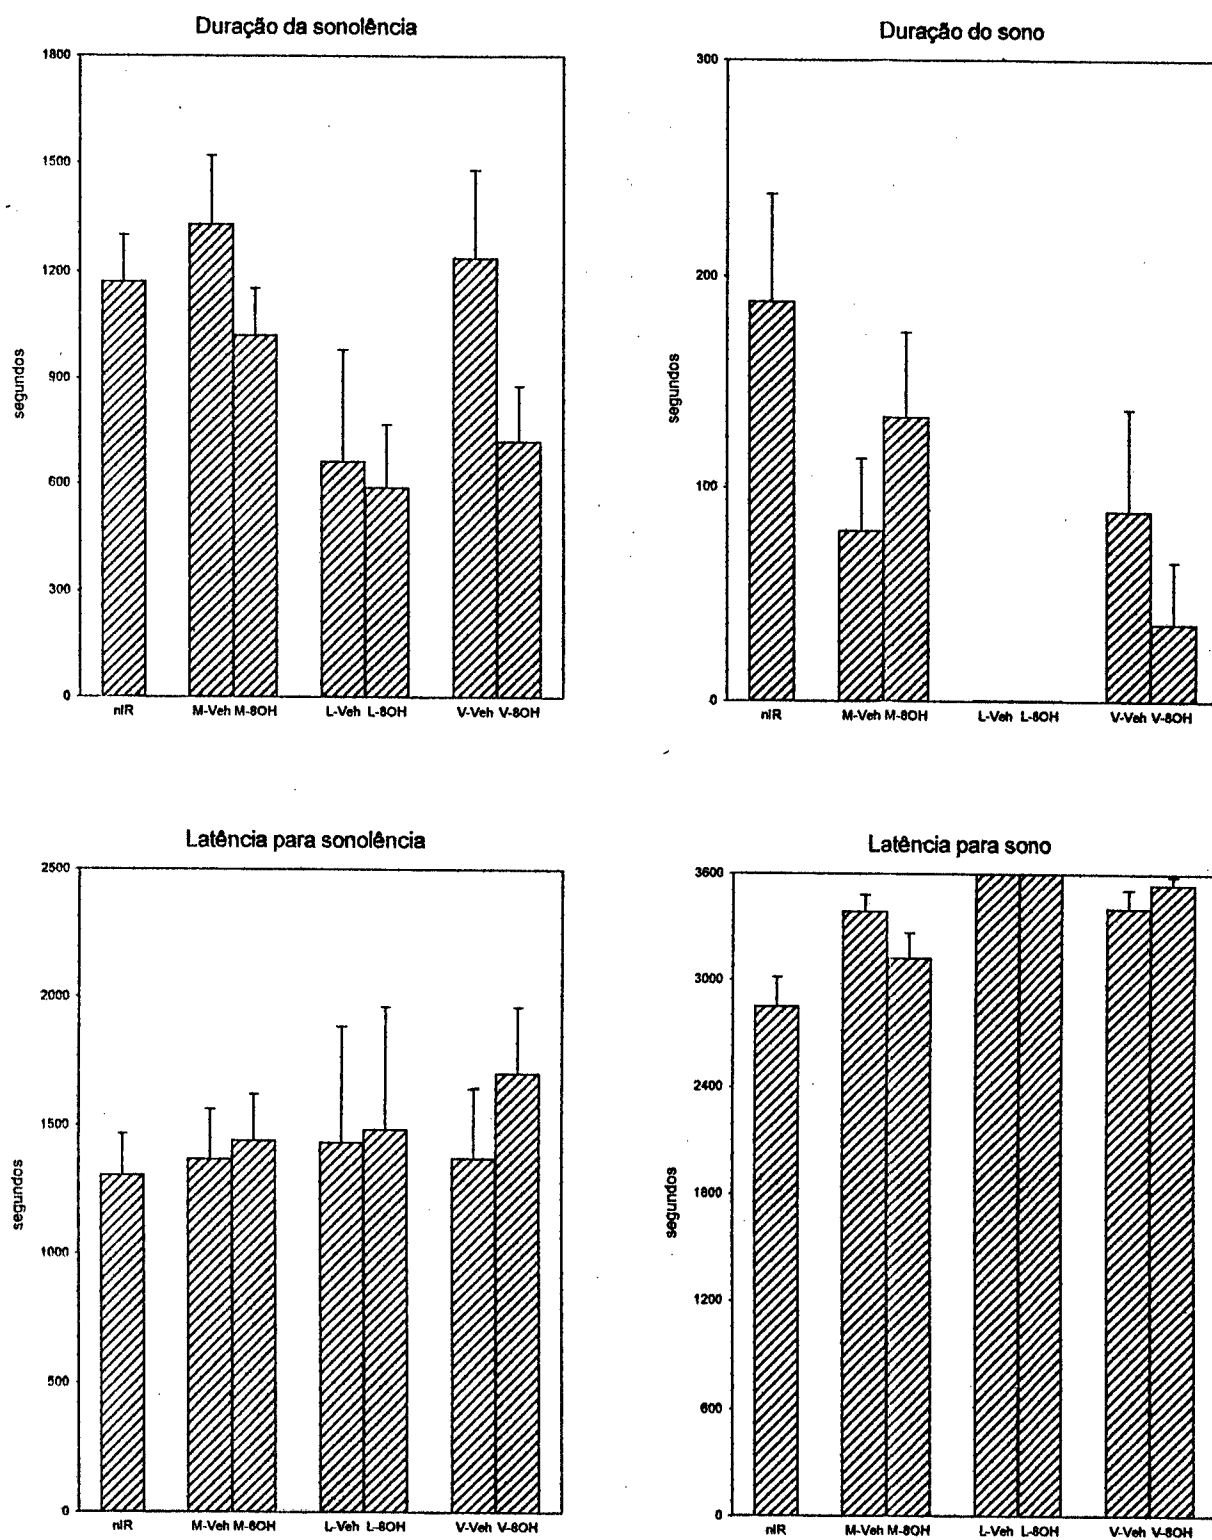 Duração da sonolência
1800
1500
1200
900
600
300
0
segundos
nIR M-Veh M-8OH L-Veh L-8OH V-Veh V-8OH
Duração do sono
300
200
100
0
segundos
nIR M-Veh M-8OH L-Veh L-8OH V-Veh V-8OH
Latência para sonolência
2500
2000
1500
1000
500
0
segundos
nIR M-Veh M-8OH L-Veh L-8OH V-Veh V-8OH
Latência para sono
3600
3000
2400
1800
1200
600
0
segundos
nIR M-Veh M-8OH L-Veh L-8OH V-Veh V-8OH